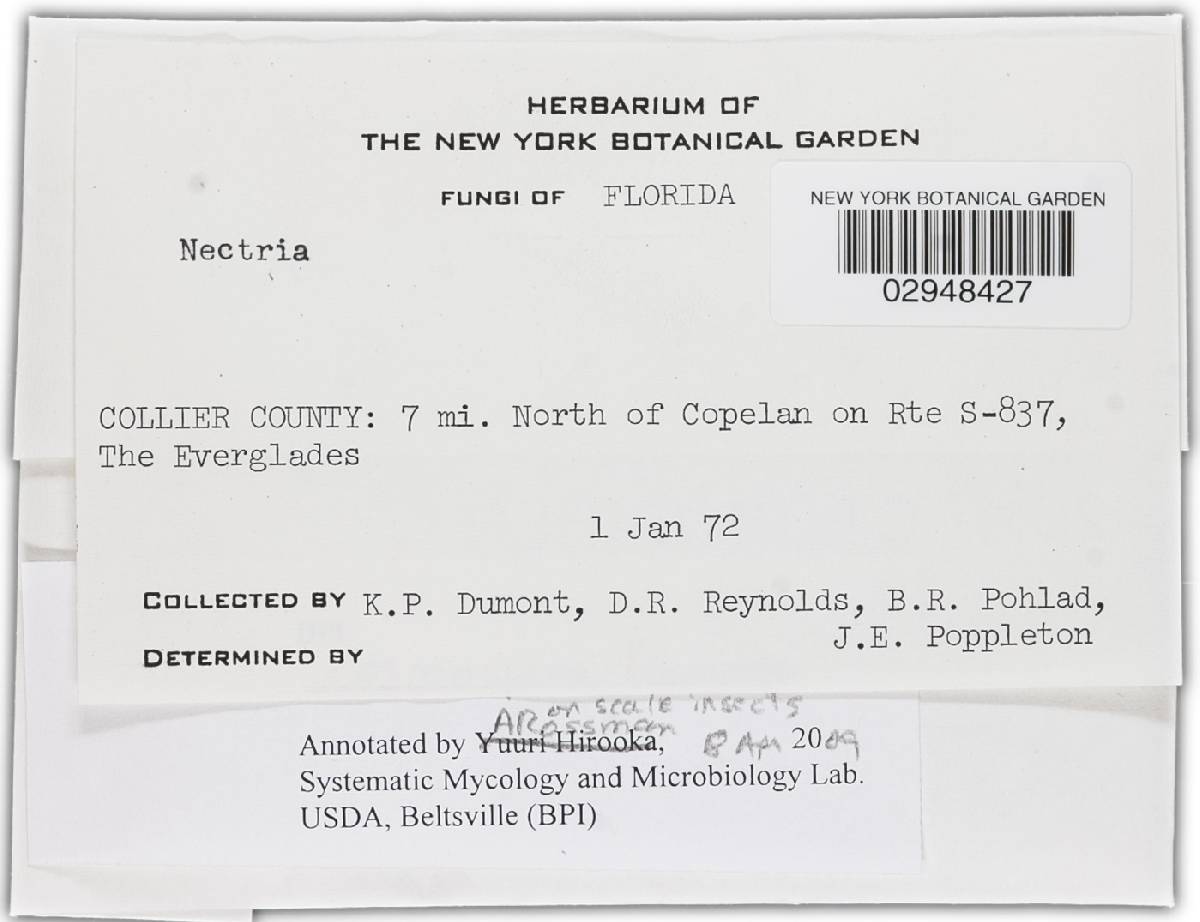 HERBARIUM OF
THE NEW YORK BOTANICAL GARDEN
FUNGI OF FLORIDA
NEW YORK BOTANICAL GARDEN
02948427
Nectria
COLLIER COUNTY: 7 mi. North of Copelan on Rte S-837,
The Everglades
1 Jan 72
COLLECTED BY K.P. Dumont, D.R. Reynolds, B.R. Pohlad,
J.E. Poppleton
DETERMINED BY
on scale insects
ARossman
Annotated by Yuuri Hirooka, 8 Apr 2009
Systematic Mycology and Microbiology Lab.
USDA, Beltsville (BPI)